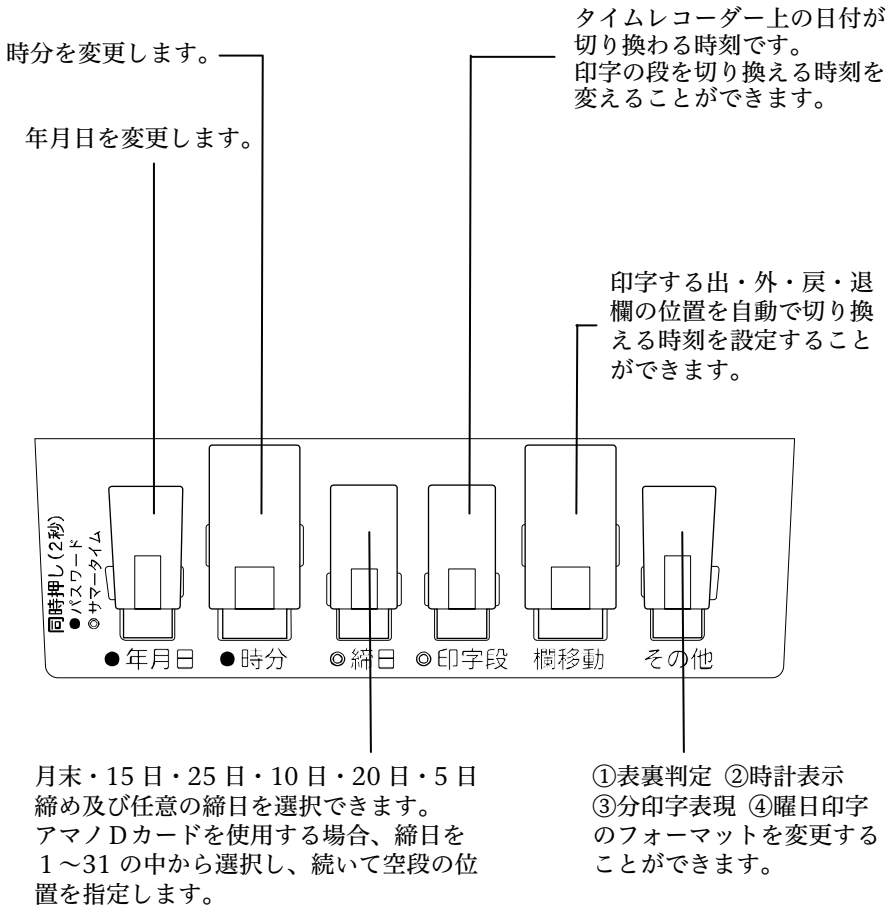 時分を変更します。
タイムレコーダー上の日付が
切り換わる時刻です。
印字の段を切り換える時刻を
変えることができます。
年月日を変更します。
印字する出・外・戻・退
欄の位置を自動で切り換
える時刻を設定すること
ができます。
同時押し(2秒)
●パスワード
◎サマータイム
●年月日 ●時分 ◎締日 ◎印字段 欄移動 その他
月末・15 日・25 日・10 日・20 日・5 日
締め及び任意の締日を選択できます。
アマノDカードを使用する場合、締日を
1～31 の中から選択し、続いて空段の位
置を指定します。
①表裏判定 ②時計表示
③分印字表現 ④曜日印字
のフォーマットを変更する
ことができます。